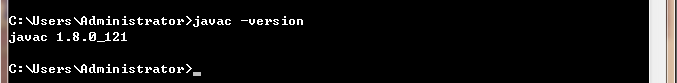 C:\Users\Administrator>javac -version
javac 1.8.0_121
C:\Users\Administrator>_